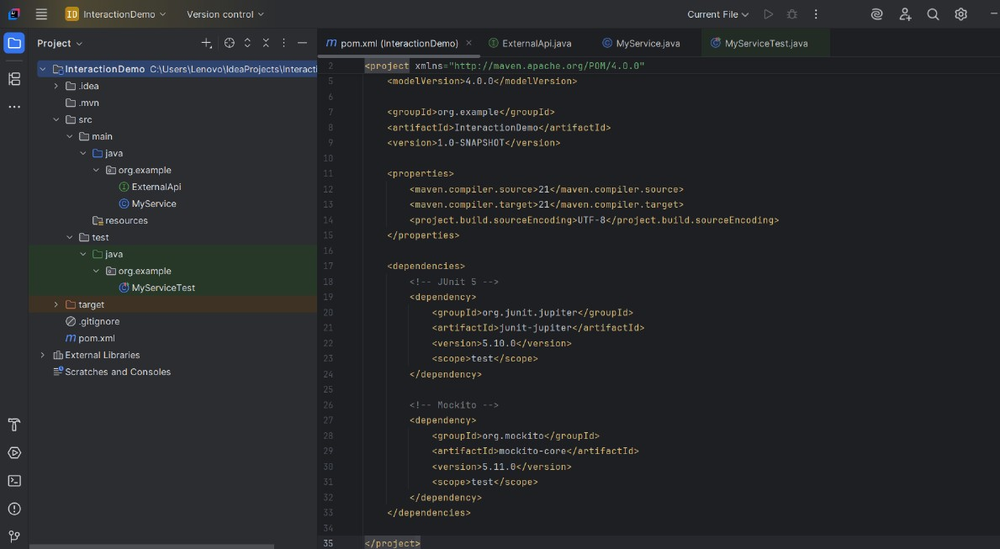 ID InteractionDemo Version control Current File
Project
m pom.xml (InteractionDemo) ExternalApi.java MyService.java MyServiceTest.java
InteractionDemo C:\Users\Lenovo\IdeaProjects\Interacti
.idea
.mvn
src
main
java
org.example
ExternalApi
MyService
resources
test
java
org.example
MyServiceTest
target
.gitignore
m pom.xml
External Libraries
Scratches and Consoles
2 <project xmlns="http://maven.apache.org/POM/4.0.0"
5 <modelVersion>4.0.0</modelVersion>
6
7 <groupId>org.example</groupId>
8 <artifactId>InteractionDemo</artifactId>
9 <version>1.0-SNAPSHOT</version>
10
11 <properties>
12 <maven.compiler.source>21</maven.compiler.source>
13 <maven.compiler.target>21</maven.compiler.target>
14 <project.build.sourceEncoding>UTF-8</project.build.sourceEncoding>
15 </properties>
16
17 <dependencies>
18 <!-- JUnit 5 -->
19 <dependency>
20 <groupId>org.junit.jupiter</groupId>
21 <artifactId>junit-jupiter</artifactId>
22 <version>5.10.0</version>
23 <scope>test</scope>
24 </dependency>
25
26 <!-- Mockito -->
27 <dependency>
28 <groupId>org.mockito</groupId>
29 <artifactId>mockito-core</artifactId>
30 <version>5.11.0</version>
31 <scope>test</scope>
32 </dependency>
33 </dependencies>
34
35 </project>